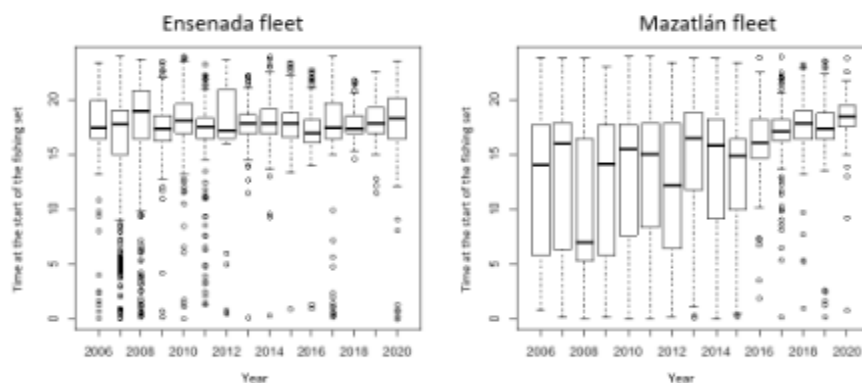 Ensenada fleet
Time at the start of the fishing set
20
15
10
5
0
2006 2008 2010 2012 2014 2016 2018 2020
Year
Mazatlán fleet
Time at the start of the fishing set
20
15
10
5
0
2006 2008 2010 2012 2014 2016 2018 2020
Year